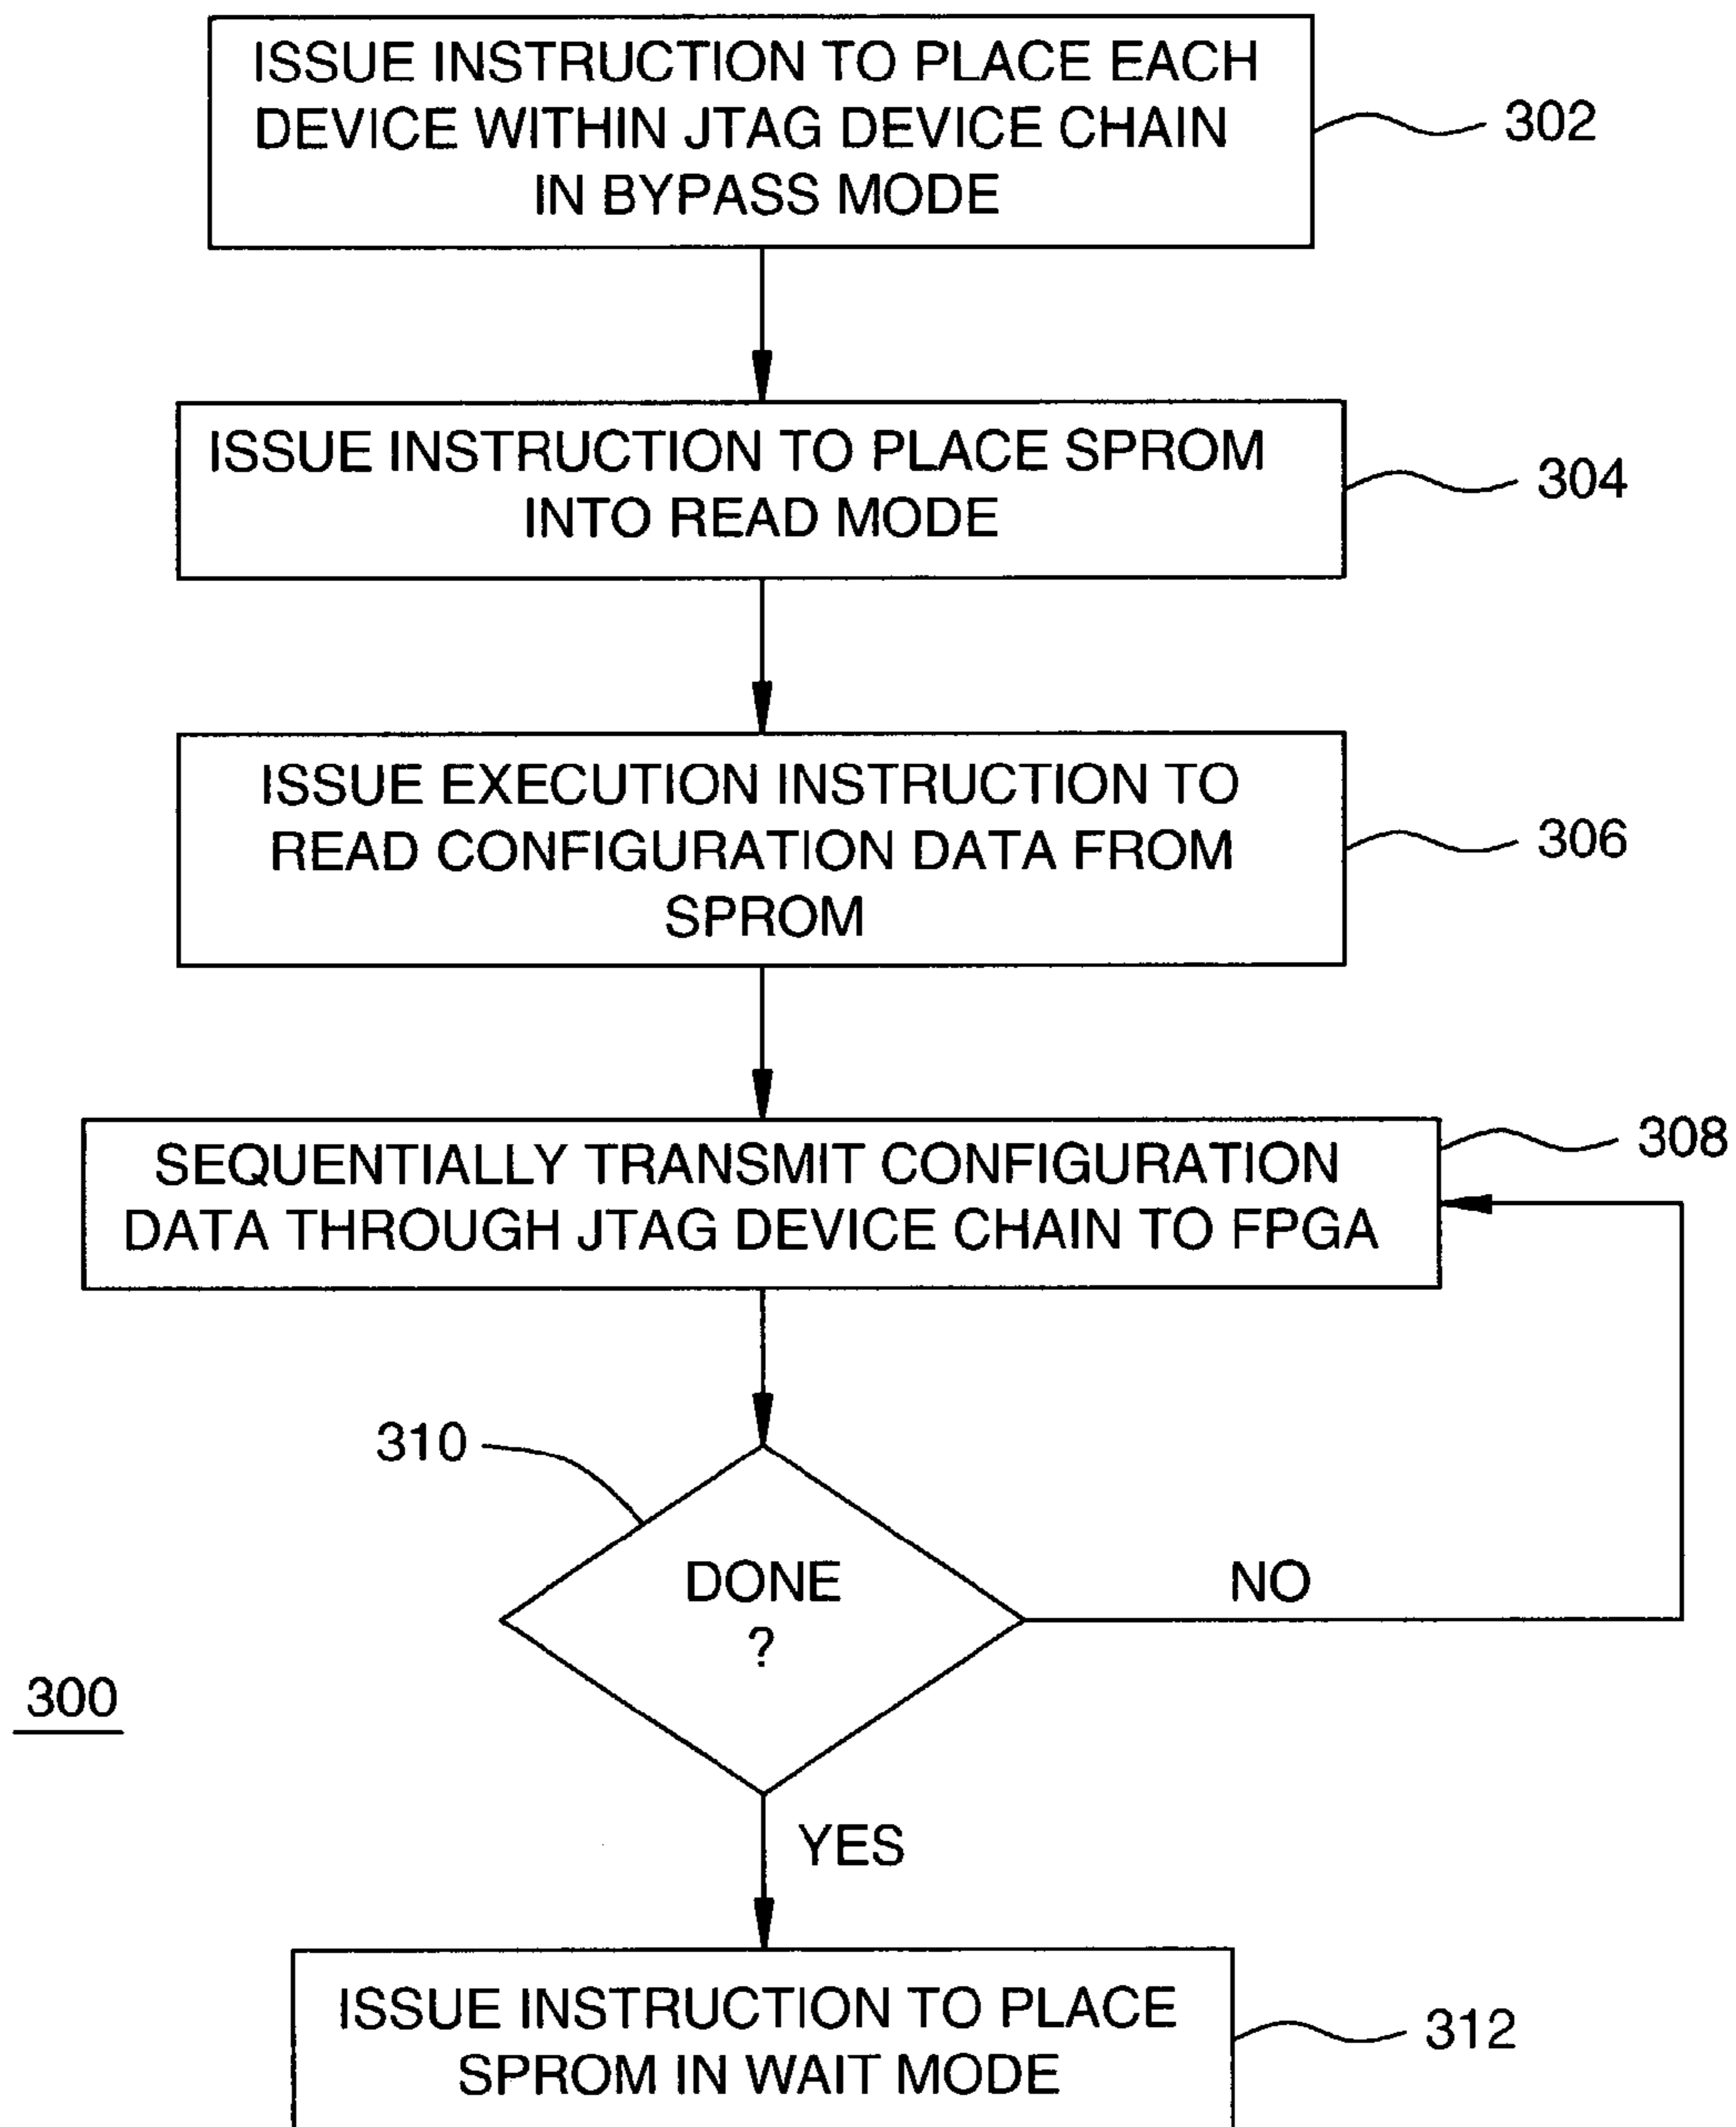 ISSUE INSTRUCTION TO PLACE EACH
DEVICE WITHIN JTAG DEVICE CHAIN
IN BYPASS MODE
302
ISSUE INSTRUCTION TO PLACE SPROM
INTO READ MODE
304
ISSUE EXECUTION INSTRUCTION TO
READ CONFIGURATION DATA FROM
SPROM
306
SEQUENTIALLY TRANSMIT CONFIGURATION
DATA THROUGH JTAG DEVICE CHAIN TO FPGA
308
310
DONE
?
NO
300
YES
ISSUE INSTRUCTION TO PLACE
SPROM IN WAIT MODE
312